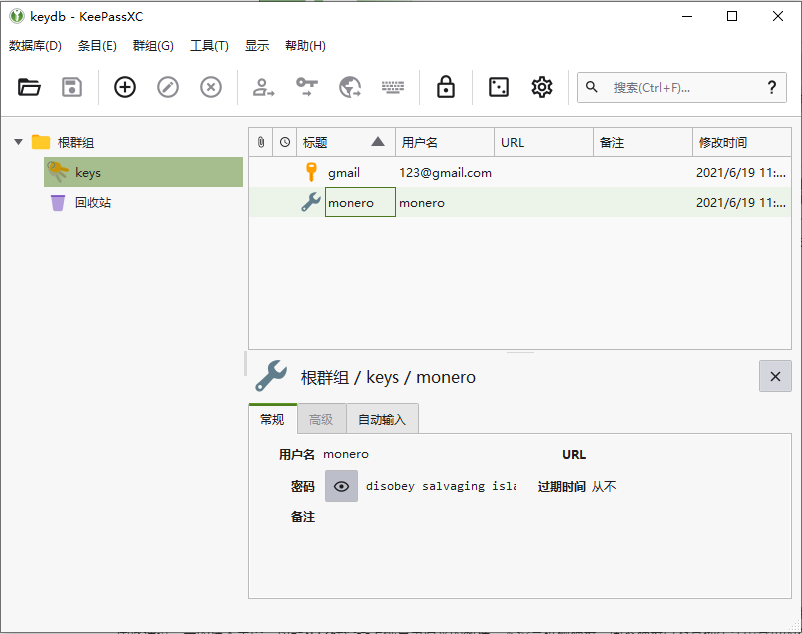 keydb - KeePassXC
数据库(D) 条目(E) 群组(G) 工具(T) 显示 帮助(H)
搜索(Ctrl+F)... ?
根群组
keys
回收站
标题 用户名 URL 备注 修改时间
gmail 123@gmail.com 2021/6/19 11:...
monero monero 2021/6/19 11:...
根群组 / keys / monero
常规 高级 自动输入
用户名 monero URL
密码 disobey salvaging isla 过期时间 从不
备注